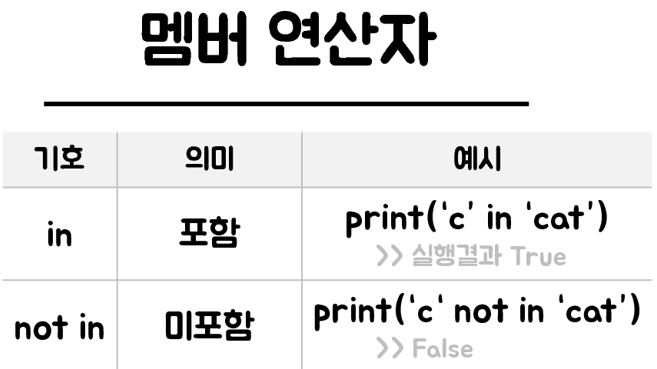 멤버 연산자
기호 의미 예시
in 포함 print(‘c’ in ‘cat’)
>> 실행결과 True
not in 미포함 print(‘c‘ not in ‘cat’)
>> False